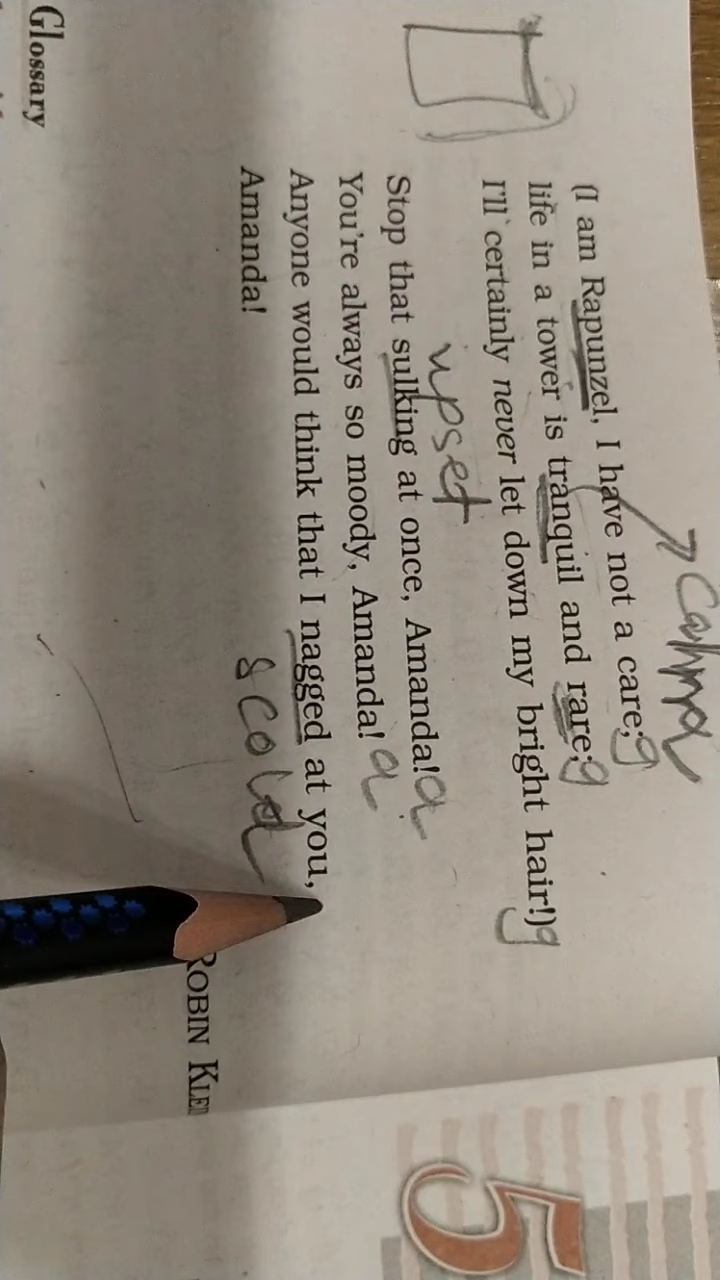 calma
(I am Rapunzel, I have not a care; g
life in a tower is tranquil and rare; g
I'll certainly never let down my bright hair!) g
upset
Stop that sulking at once, Amanda! a
You're always so moody, Amanda! a
Anyone would think that I nagged at you,
scold
Amanda!
ROBIN KLEI
Glossary
5